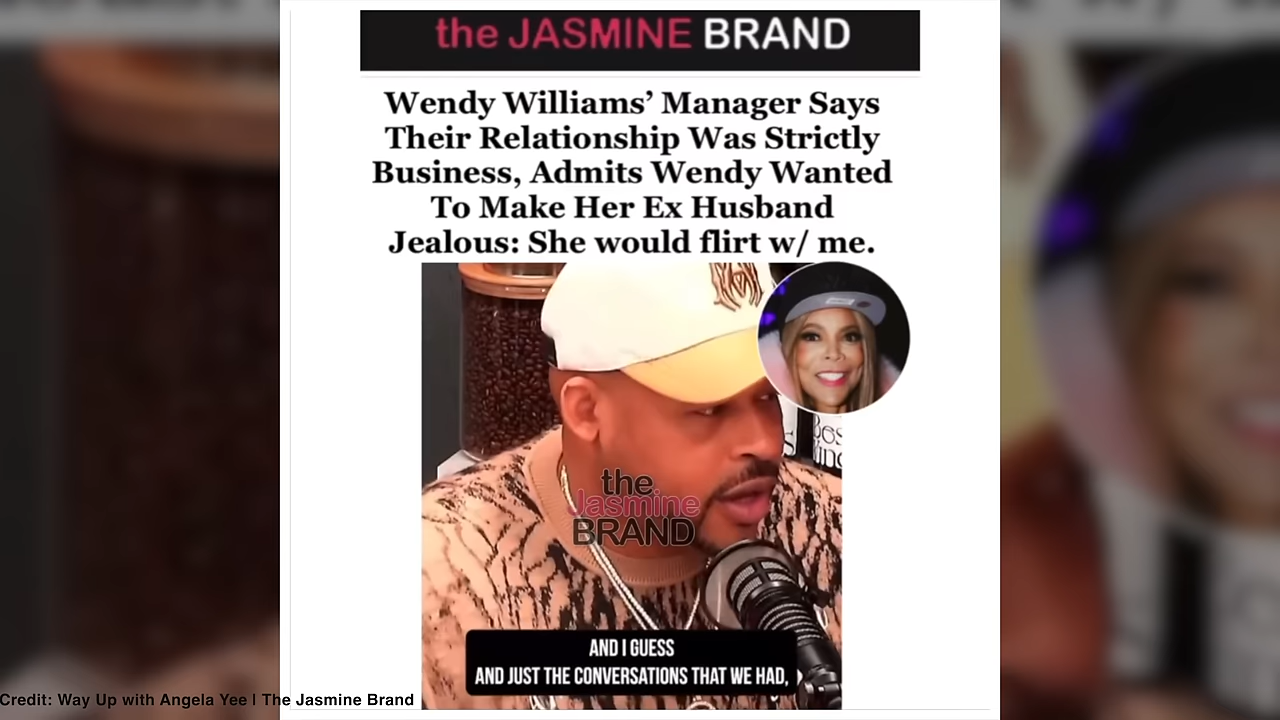 the JASMINE BRAND
Wendy Williams’ Manager Says
Their Relationship Was Strictly
Business, Admits Wendy Wanted
To Make Her Ex Husband
Jealous: She would flirt w/ me.
the
Jasmine
BRAND
AND I GUESS
AND JUST THE CONVERSATIONS THAT WE HAD,
Credit: Way Up with Angela Yee | The Jasmine Brand